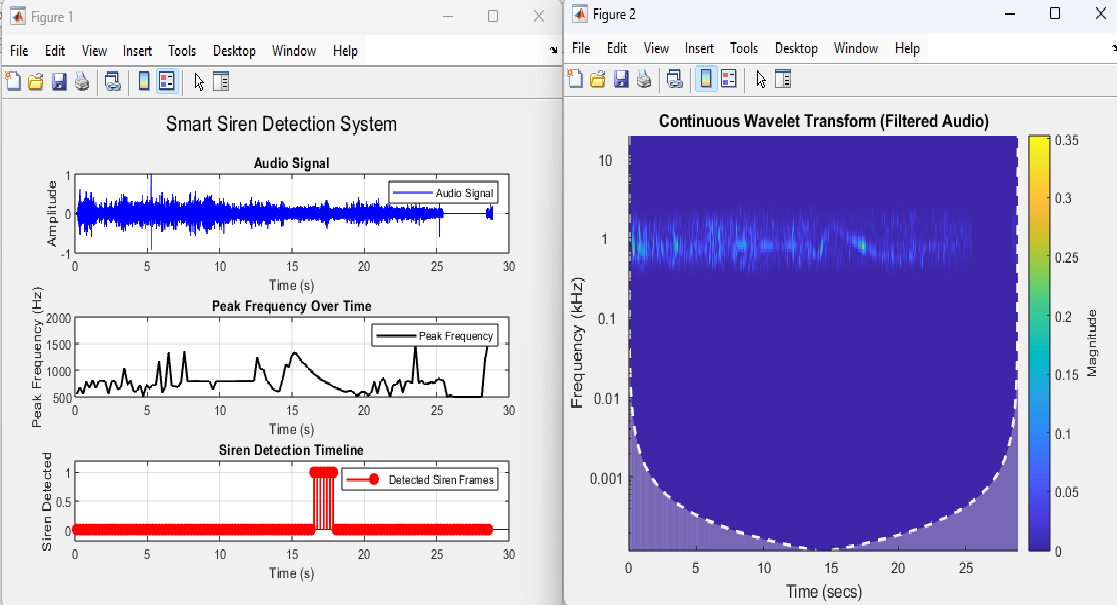 Figure 1
File Edit View Insert Tools Desktop Window Help
Smart Siren Detection System
Audio Signal
Amplitude
1
0
-1
Audio Signal
0 5 10 15 20 25 30
Time (s)
Peak Frequency Over Time
Peak Frequency (Hz)
2000
1500
1000
500
Peak Frequency
0 5 10 15 20 25 30
Time (s)
Siren Detection Timeline
Siren Detected
1
0.5
0
Detected Siren Frames
0 5 10 15 20 25 30
Time (s)
Figure 2
File Edit View Insert Tools Desktop Window Help
Continuous Wavelet Transform (Filtered Audio)
Frequency (kHz)
10
1
0.1
0.01
0.001
0 5 10 15 20 25
Time (secs)
0.35
0.3
0.25
0.2
0.15
0.1
0.05
0
Magnitude